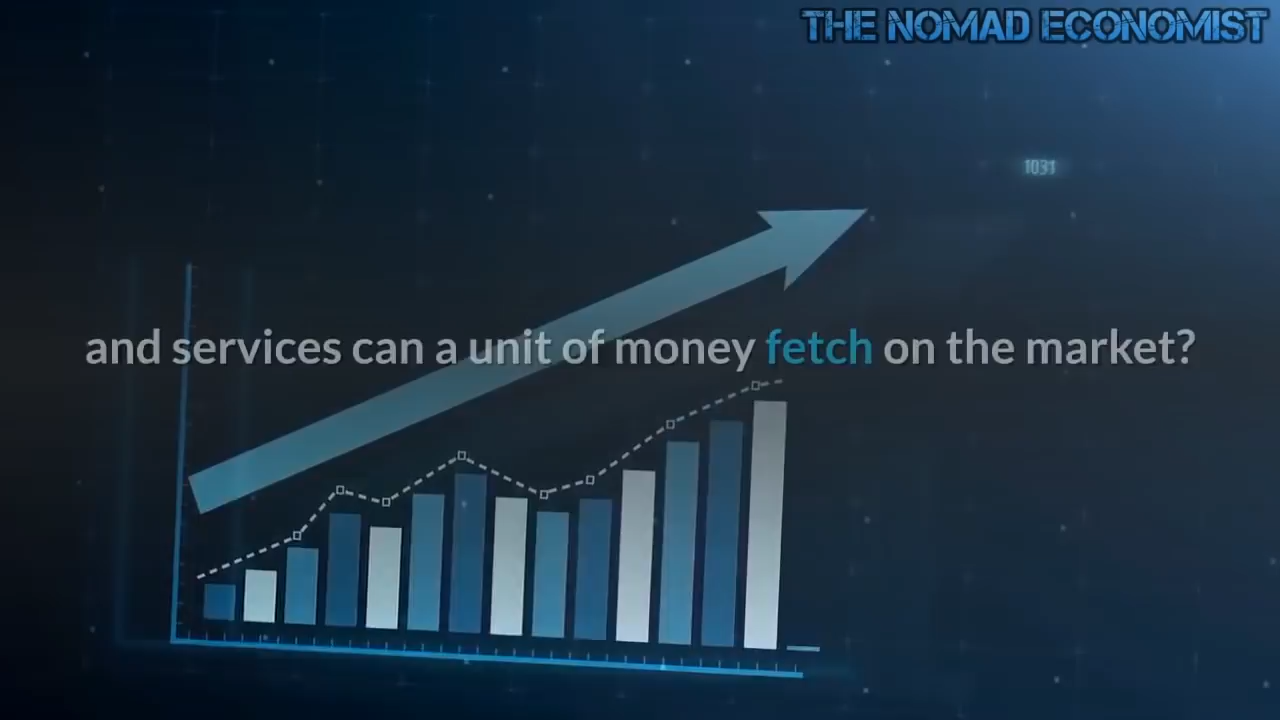 THE NOMAD ECONOMIST
1031
and services can a unit of money fetch on the market?